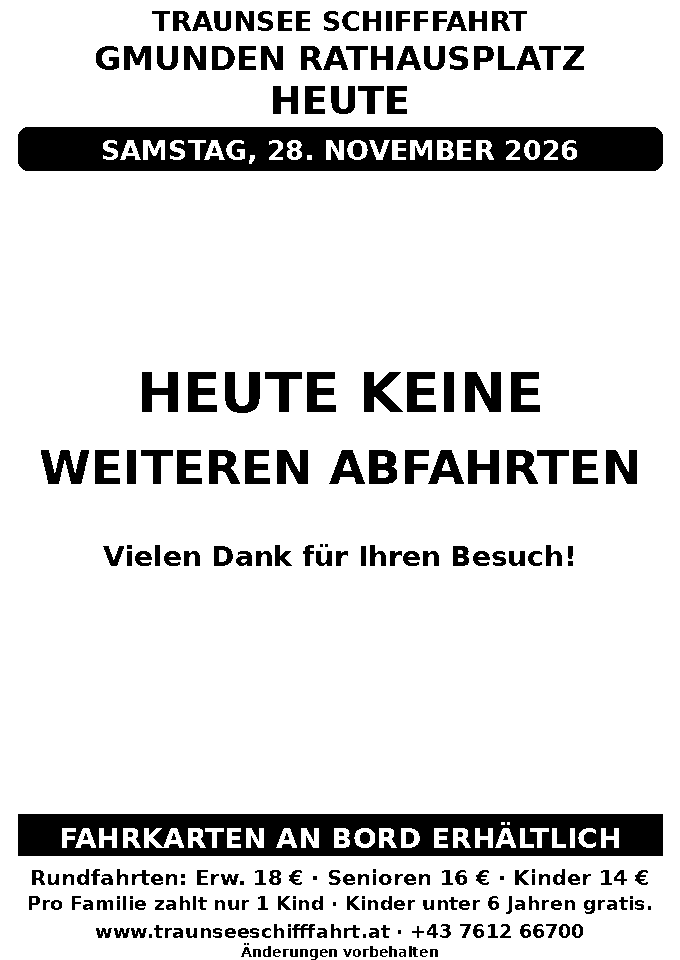 TRAUNSEE SCHIFFFAHRT
GMUNDEN RATHAUSPLATZ
HEUTE
SAMSTAG, 28. NOVEMBER 2026
HEUTE KEINE
WEITEREN ABFAHRTEN
Vielen Dank für Ihren Besuch!
FAHRKARTEN AN BORD ERHÄLTLICH
Rundfahrten: Erw. 18 € · Senioren 16 € · Kinder 14 €
Pro Familie zahlt nur 1 Kind · Kinder unter 6 Jahren gratis.
www.traunseeschifffahrt.at · +43 7612 66700
Änderungen vorbehalten